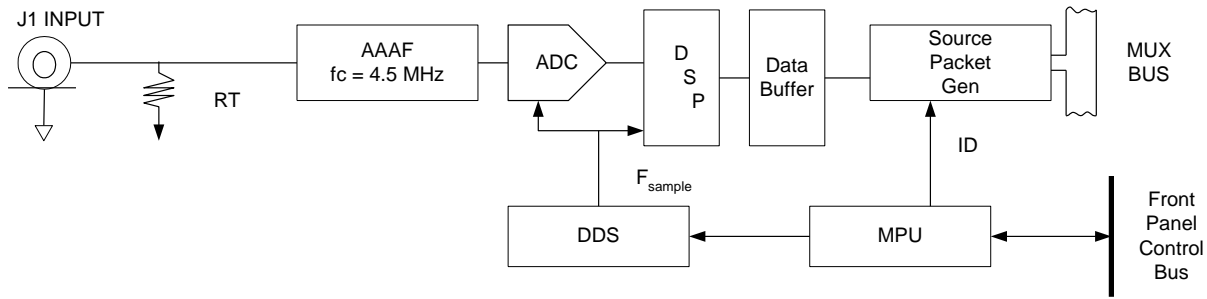 J1 INPUT
RT
AAAF
fc = 4.5 MHz
ADC
D
S
P
Data
Buffer
Source
Packet
Gen
MUX
BUS
ID
Fsample
DDS
MPU
Front
Panel
Control
Bus